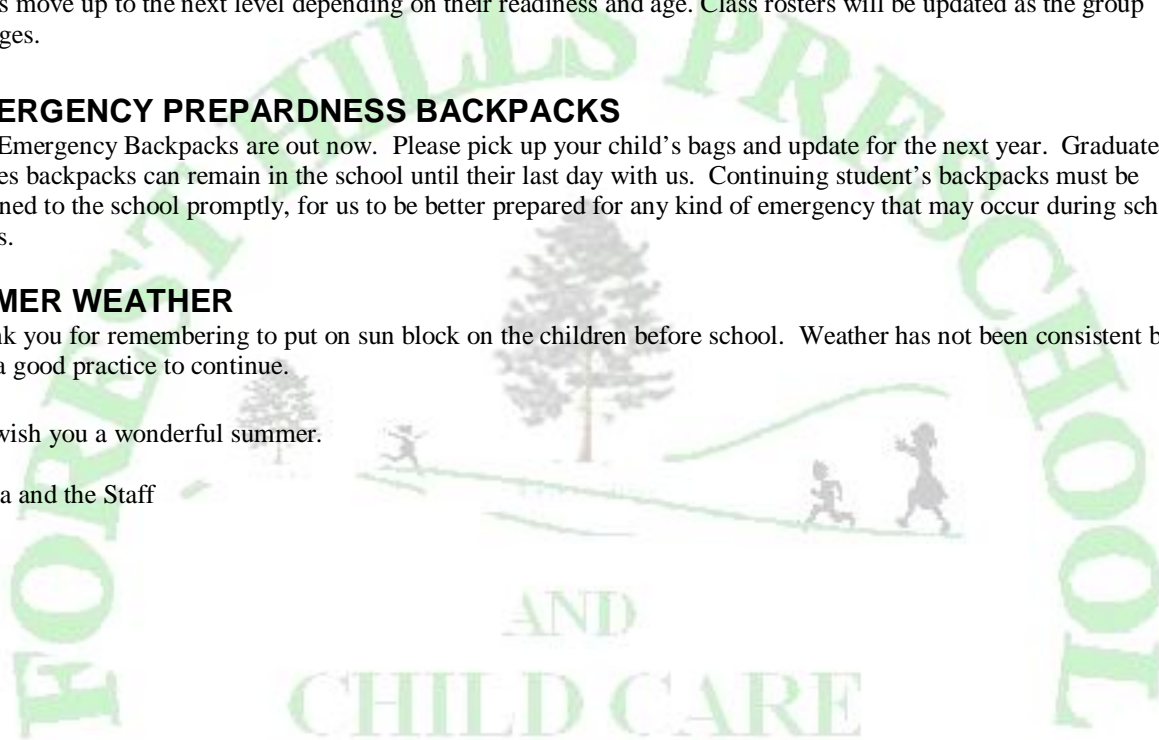 s move up to the next level depending on their readiness and age. Class rosters will be updated as the group
ges.
ERGENCY PREPARDNESS BACKPACKS
Emergency Backpacks are out now. Please pick up your child's bags and update for the next year. Graduate
es backpacks can remain in the school until their last day with us. Continuing student's backpacks must be
ned to the school promptly, for us to be better prepared for any kind of emergency that may occur during sch
s.
MER WEATHER
k you for remembering to put on sun block on the children before school. Weather has not been consistent b
a good practice to continue.
wish you a wonderful summer.
a and the Staff
FOREST HILLS PRESCHOOL
AND
CHILD CARE